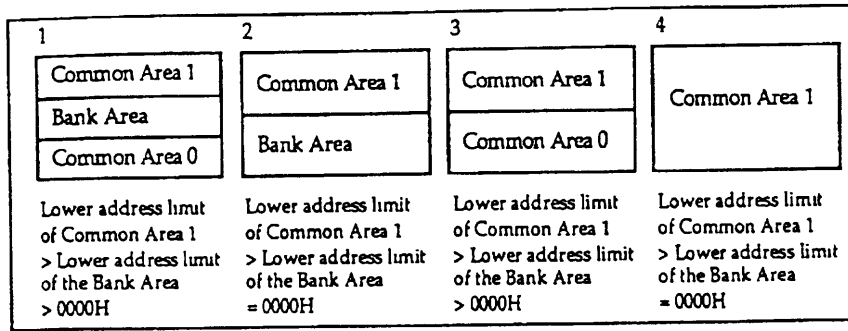 1
Common Area 1
Bank Area
Common Area 0
Lower address limit
of Common Area 1
> Lower address limit
of the Bank Area
> 0000H
2
Common Area 1
Bank Area
Lower address limit
of Common Area 1
> Lower address limit
of the Bank Area
= 0000H
3
Common Area 1
Common Area 0
Lower address limit
of Common Area 1
> Lower address limit
of the Bank Area
> 0000H
4
Common Area 1
Lower address limit
of Common Area 1
> Lower address limit
of the Bank Area
= 0000H